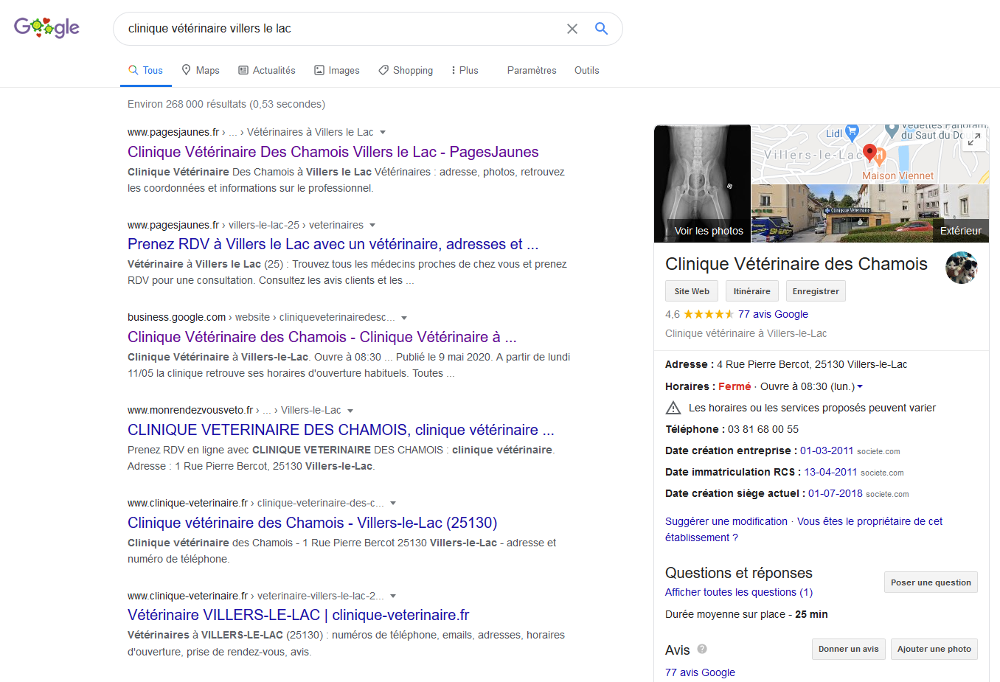 Google
clinique vétérinaire villers le lac
Tous Maps Actualités Images Shopping Plus Paramètres Outils
Environ 268 000 résultats (0,53 secondes)
www.pagesjaunes.fr › ... › Vétérinaires à Villers le Lac
Clinique Vétérinaire Des Chamois Villers le Lac - PagesJaunes
Clinique Vétérinaire Des Chamois à Villers le Lac Vétérinaires : adresse, photos, retrouvez
les coordonnées et informations sur le professionnel.
www.pagesjaunes.fr › villers-le-lac-25 › veterinaires
Prenez RDV à Villers le Lac avec un vétérinaire, adresses et ...
Vétérinaire à Villers le Lac (25) : Trouvez tous les médecins proches de chez vous et prenez
RDV pour une consultation. Consultez les avis clients et les ...
business.google.com › website › cliniqueveterinairedesc...
Clinique Vétérinaire des Chamois - Clinique Vétérinaire à ...
Clinique Vétérinaire à Villers-le-Lac. Ouvre à 08:30 ... Publié le 9 mai 2020. A partir de lundi
11/05 la clinique retrouve ses horaires d'ouverture habituels. Toutes ...
www.monrendezvousveto.fr › ... › Villers-le-Lac
CLINIQUE VETERINAIRE DES CHAMOIS, clinique vétérinaire ...
Prenez RDV en ligne avec CLINIQUE VETERINAIRE DES CHAMOIS : clinique vétérinaire.
Adresse : 1 Rue Pierre Bercot, 25130 Villers-le-Lac.
www.clinique-veterinaire.fr › clinique-veterinaire-des-c...
Clinique vétérinaire des Chamois - Villers-le-Lac (25130)
Clinique vétérinaire des Chamois - 1 Rue Pierre Bercot 25130 Villers-le-Lac - adresse et
numéro de téléphone.
www.clinique-veterinaire.fr › veterinaire-villers-le-lac-2...
Vétérinaire VILLERS-LE-LAC | clinique-veterinaire.fr
Vétérinaires à VILLERS-LE-LAC (25130) : numéros de téléphone, emails, adresses, horaires
d'ouverture, prise de rendez-vous, avis.
Lidl
du Saut du Dou
Villers-le-Lac
Maison Viennet
Clinique Veterinaire
Voir les photos
Extérieur
Clinique Vétérinaire des Chamois
Site Web Itinéraire Enregistrer
4,6 77 avis Google
Clinique vétérinaire à Villers-le-Lac
Adresse : 4 Rue Pierre Bercot, 25130 Villers-le-Lac
Horaires : Fermé · Ouvre à 08:30 (lun.)
Les horaires ou les services proposés peuvent varier
Téléphone : 03 81 68 00 55
Date création entreprise : 01-03-2011 societe.com
Date immatriculation RCS : 13-04-2011 societe.com
Date création siège actuel : 01-07-2018 societe.com
Suggérer une modification · Vous êtes le propriétaire de cet
établissement ?
Questions et réponses
Poser une question
Afficher toutes les questions (1)
Durée moyenne sur place - 25 min
Avis ?
Donner un avis Ajouter une photo
77 avis Google